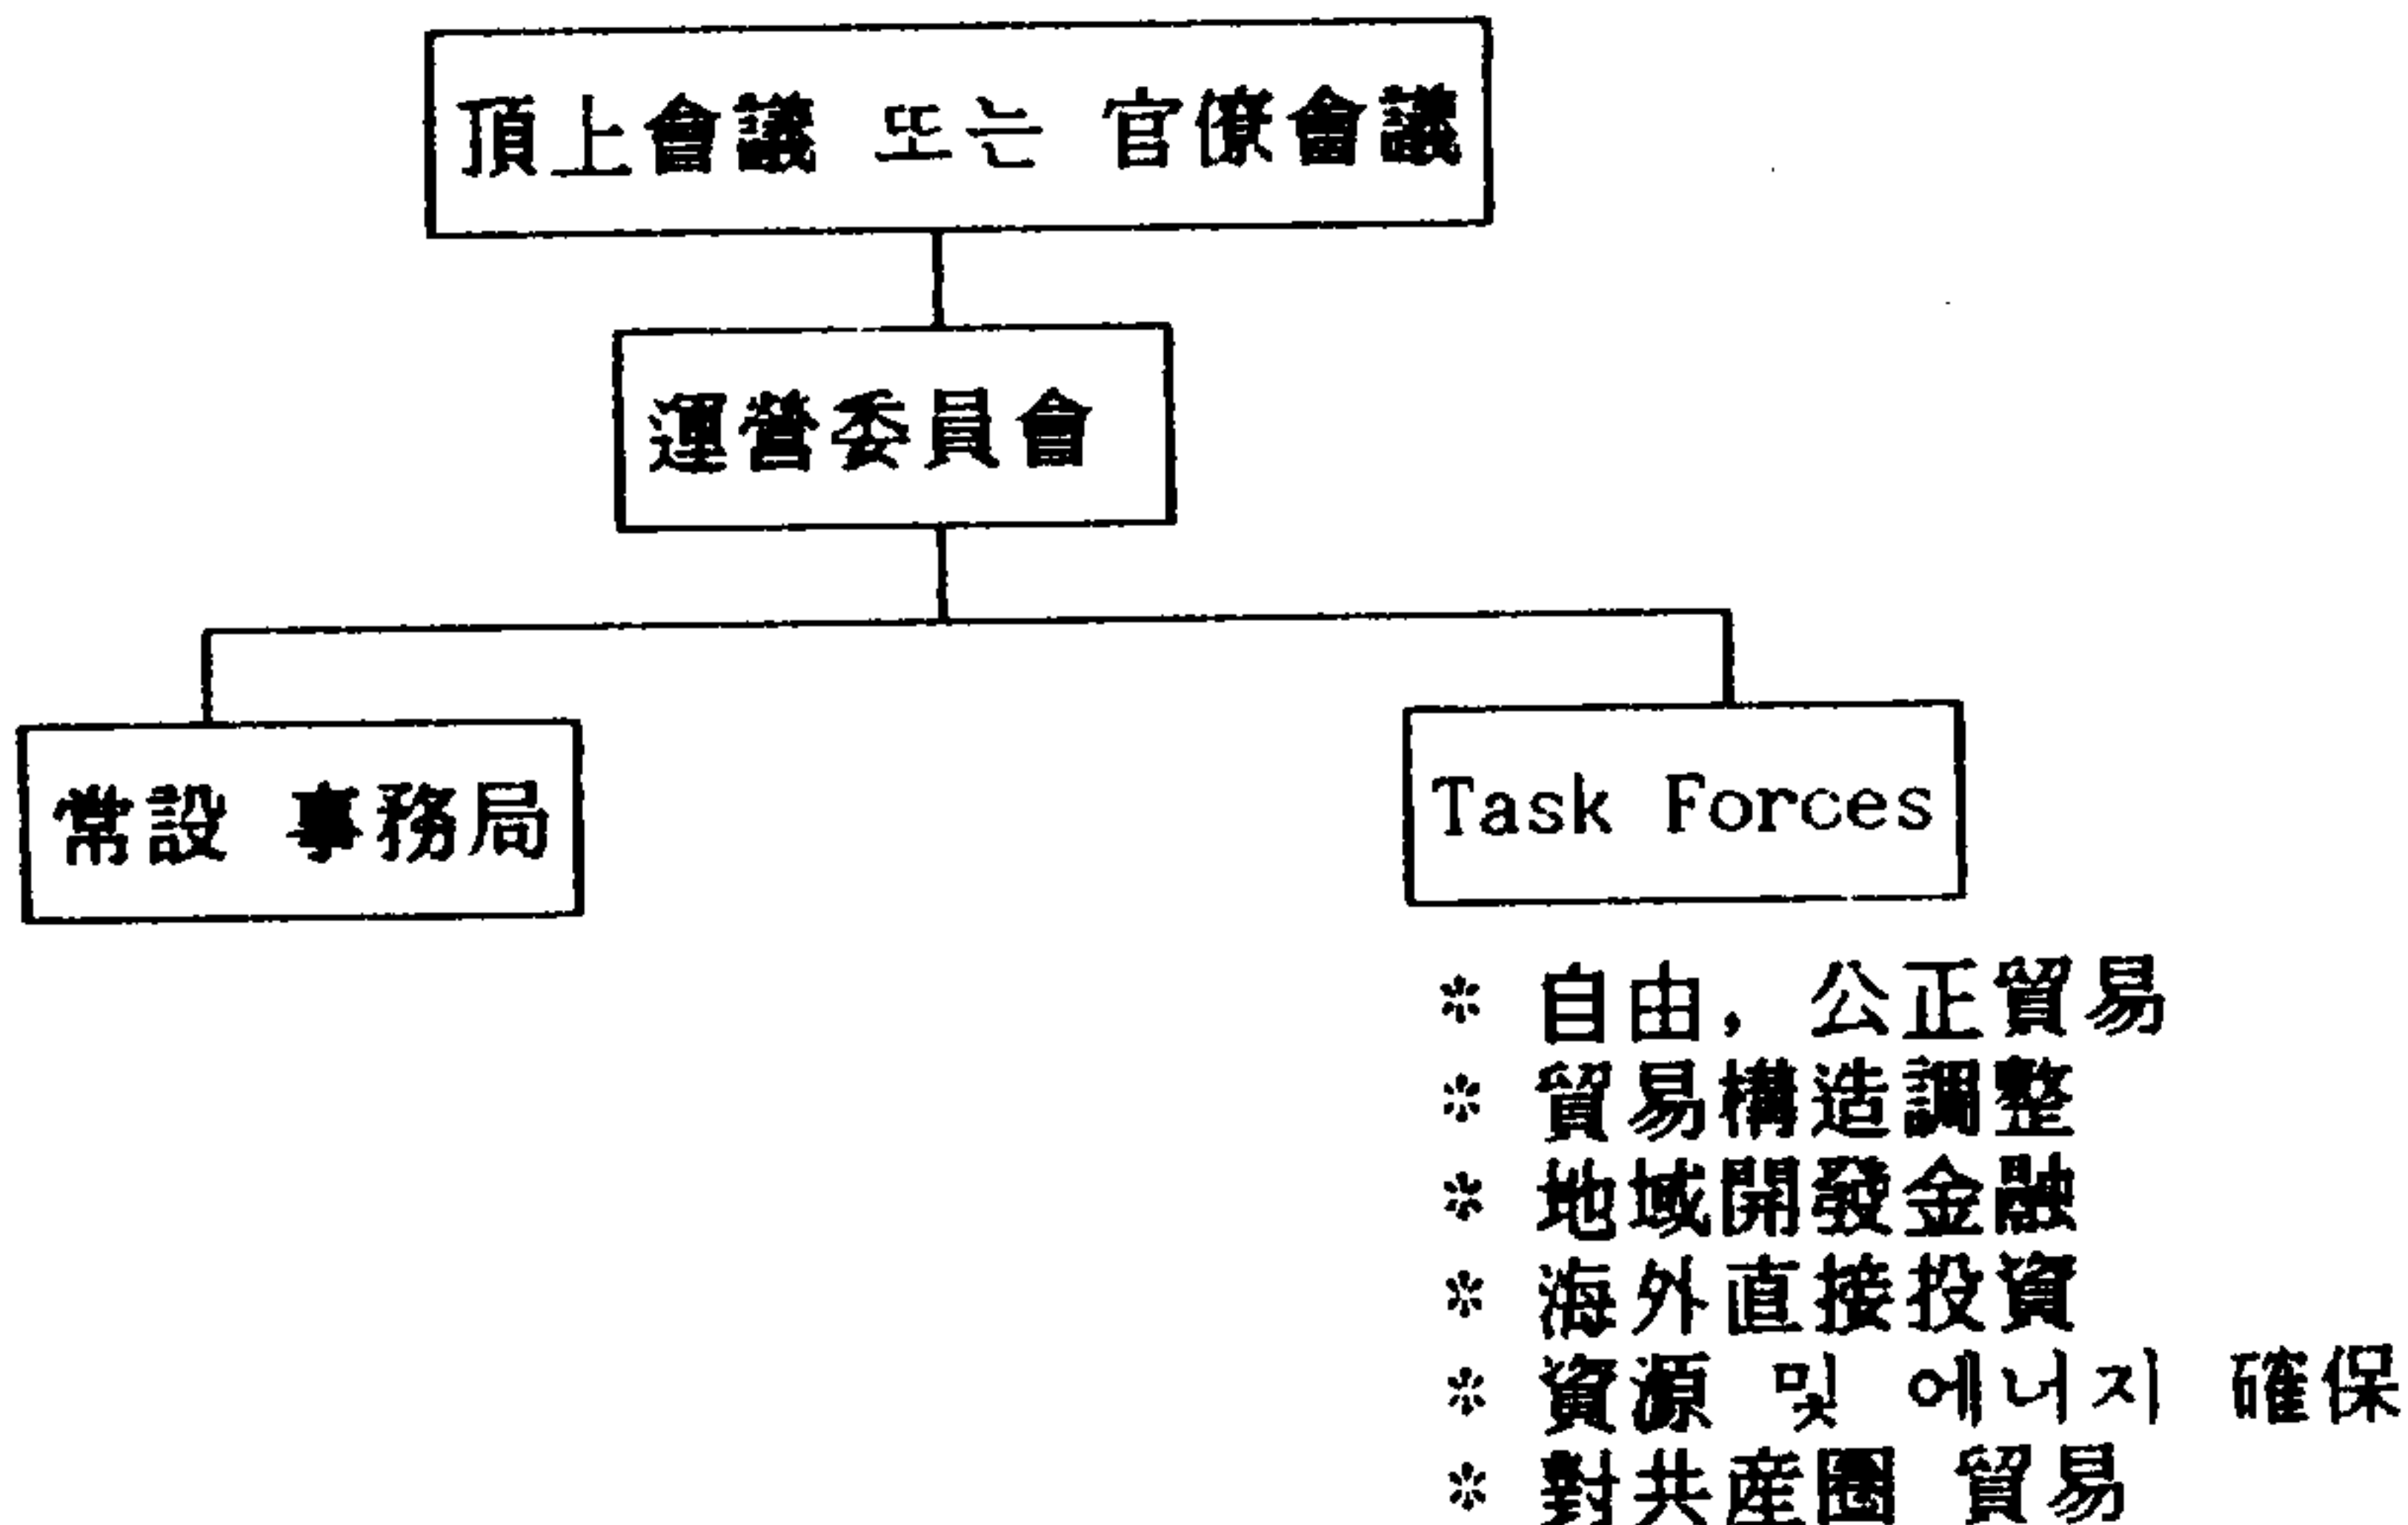 頂上會議 또는 官僚會議
運營委員會
常設 事務局
Task Forces
※ 自由, 公正貿易
※ 貿易構造調整
※ 地域開發金融
※ 海外直接投資
※ 資源 및 에너지 確保
※ 對共産圈 貿易